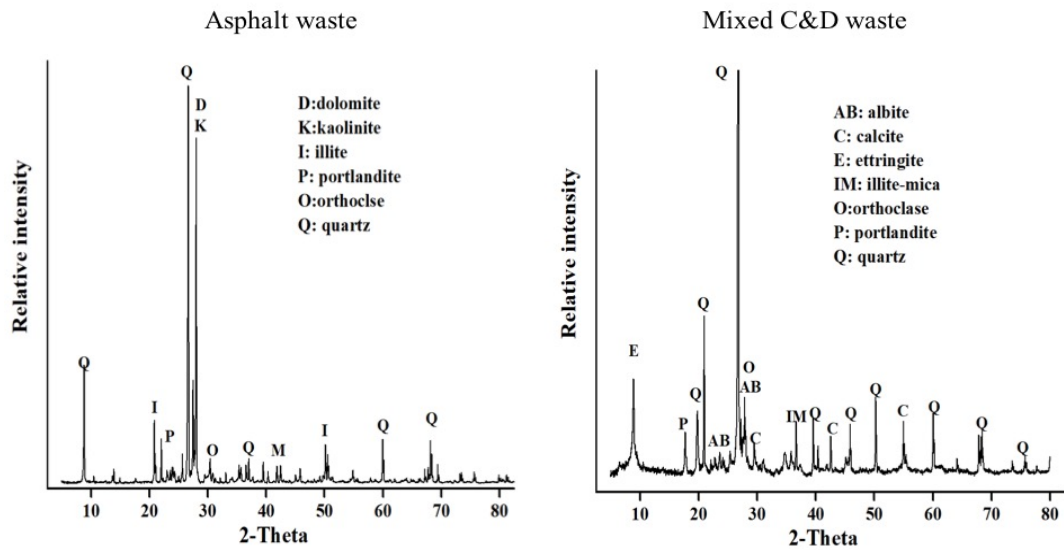 Asphalt waste
Q
D
K
D:dolomite
K:kaolinite
I: illite
P: portlandite
O:orthoclse
Q: quartz
Q
I
P
O
Q
M
I
Q
Q
Relative intensity
10 20 30 40 50 60 70 80
2-Theta
Mixed C&D waste
Q
AB: albite
C: calcite
E: ettringite
IM: illite-mica
O:orthoclase
P: portlandite
Q: quartz
E
P
Q
Q
AB
O
AB
C
IM
Q
C
Q
Q
C
Q
Q
Q
Relative intensity
10 20 30 40 50 60 70 80
2-Theta